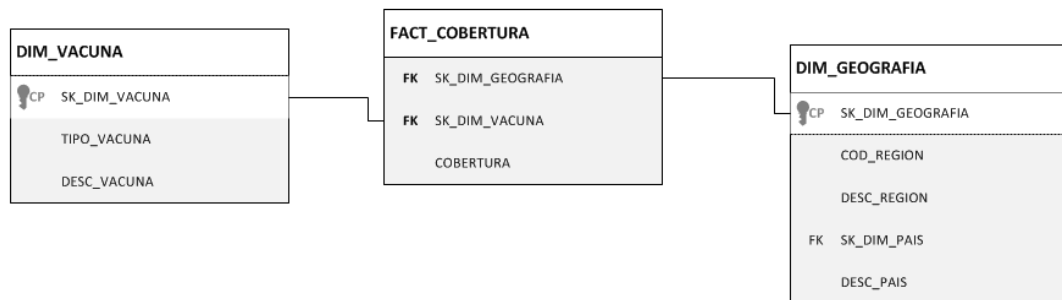 DIM_VACUNA
CP SK_DIM_VACUNA
TIPO_VACUNA
DESC_VACUNA
FACT_COBERTURA
FK SK_DIM_GEOGRAFIA
FK SK_DIM_VACUNA
COBERTURA
DIM_GEOGRAFIA
CP SK_DIM_GEOGRAFIA
COD_REGION
DESC_REGION
FK SK_DIM_PAIS
DESC_PAIS